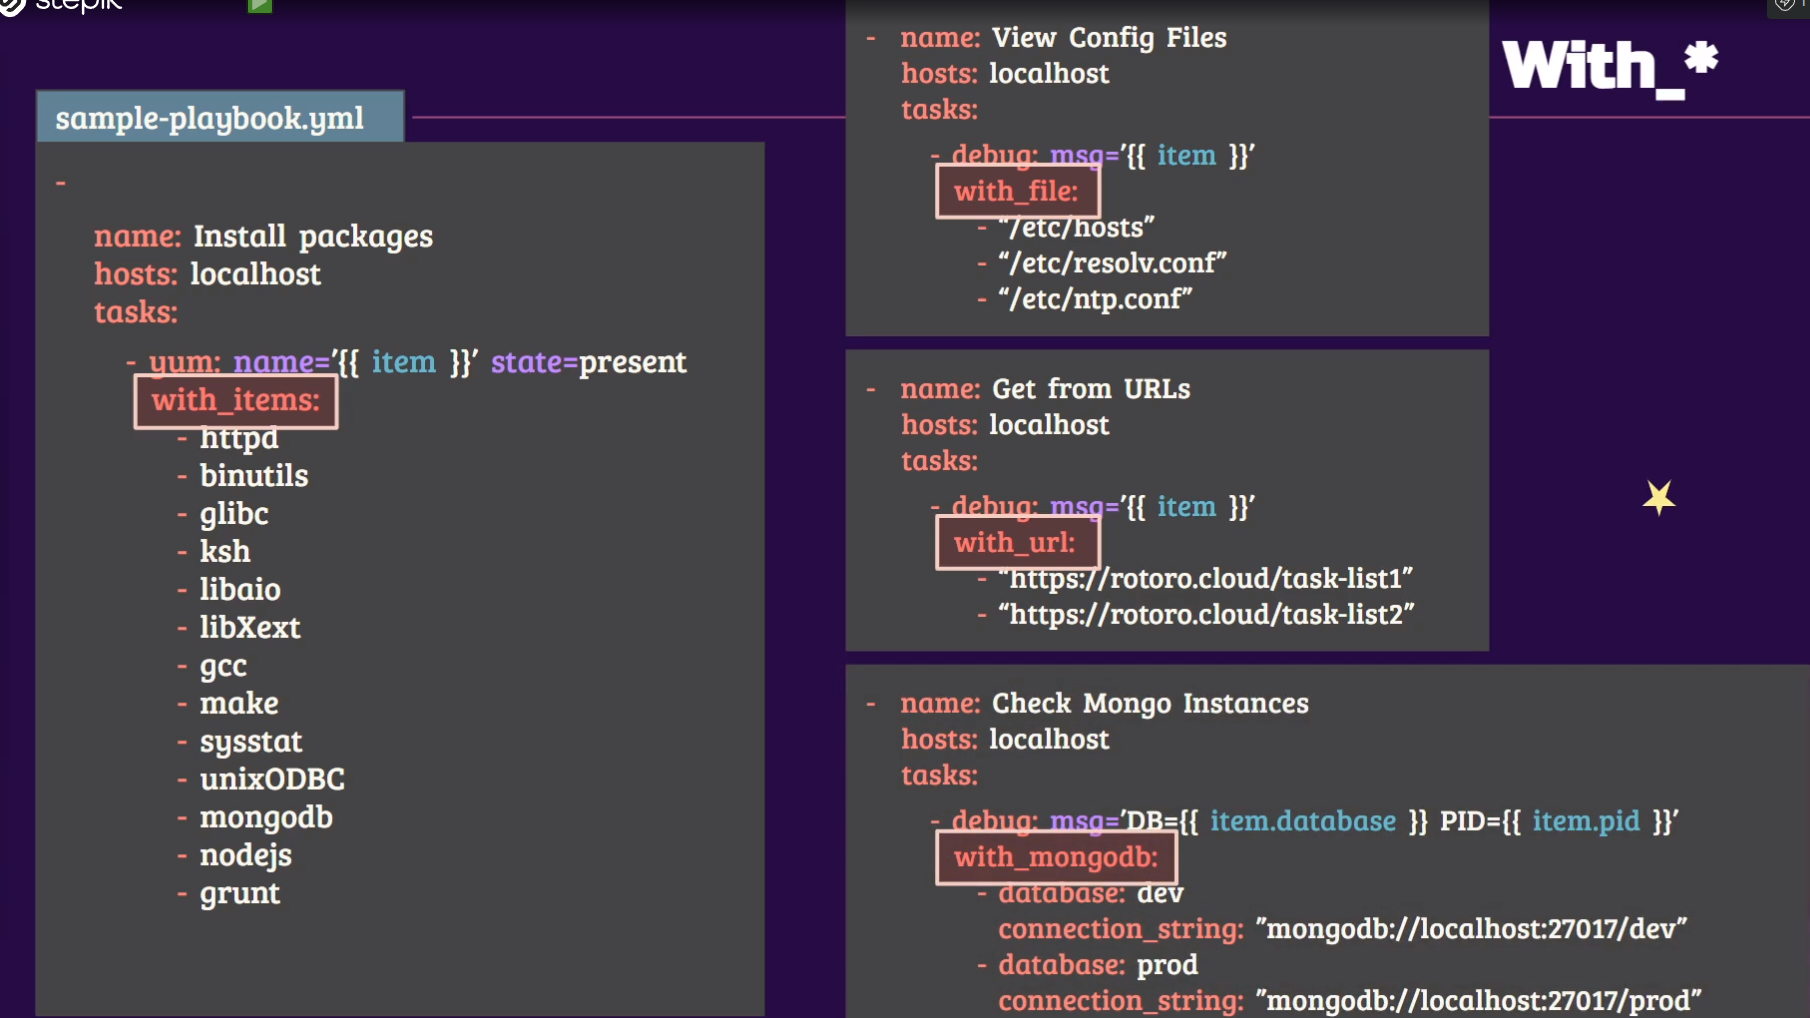 stepik
With_*
sample-playbook.yml
-
name: Install packages
hosts: localhost
tasks:
- yum: name='{{ item }}' state=present
with_items:
- httpd
- binutils
- glibc
- ksh
- libaio
- libXext
- gcc
- make
- sysstat
- unixODBC
- mongodb
- nodejs
- grunt
- name: View Config Files
hosts: localhost
tasks:
- debug: msg='{{ item }}'
with_file:
- “/etc/hosts”
- “/etc/resolv.conf”
- “/etc/ntp.conf”
- name: Get from URLs
hosts: localhost
tasks:
- debug: msg='{{ item }}'
with_url:
- “https://rotoro.cloud/task-list1”
- “https://rotoro.cloud/task-list2”
- name: Check Mongo Instances
hosts: localhost
tasks:
- debug: msg='DB={{ item.database }} PID={{ item.pid }}'
with_mongodb:
- database: dev
connection_string: ”mongodb://localhost:27017/dev”
- database: prod
connection_string: ”mongodb://localhost:27017/prod”